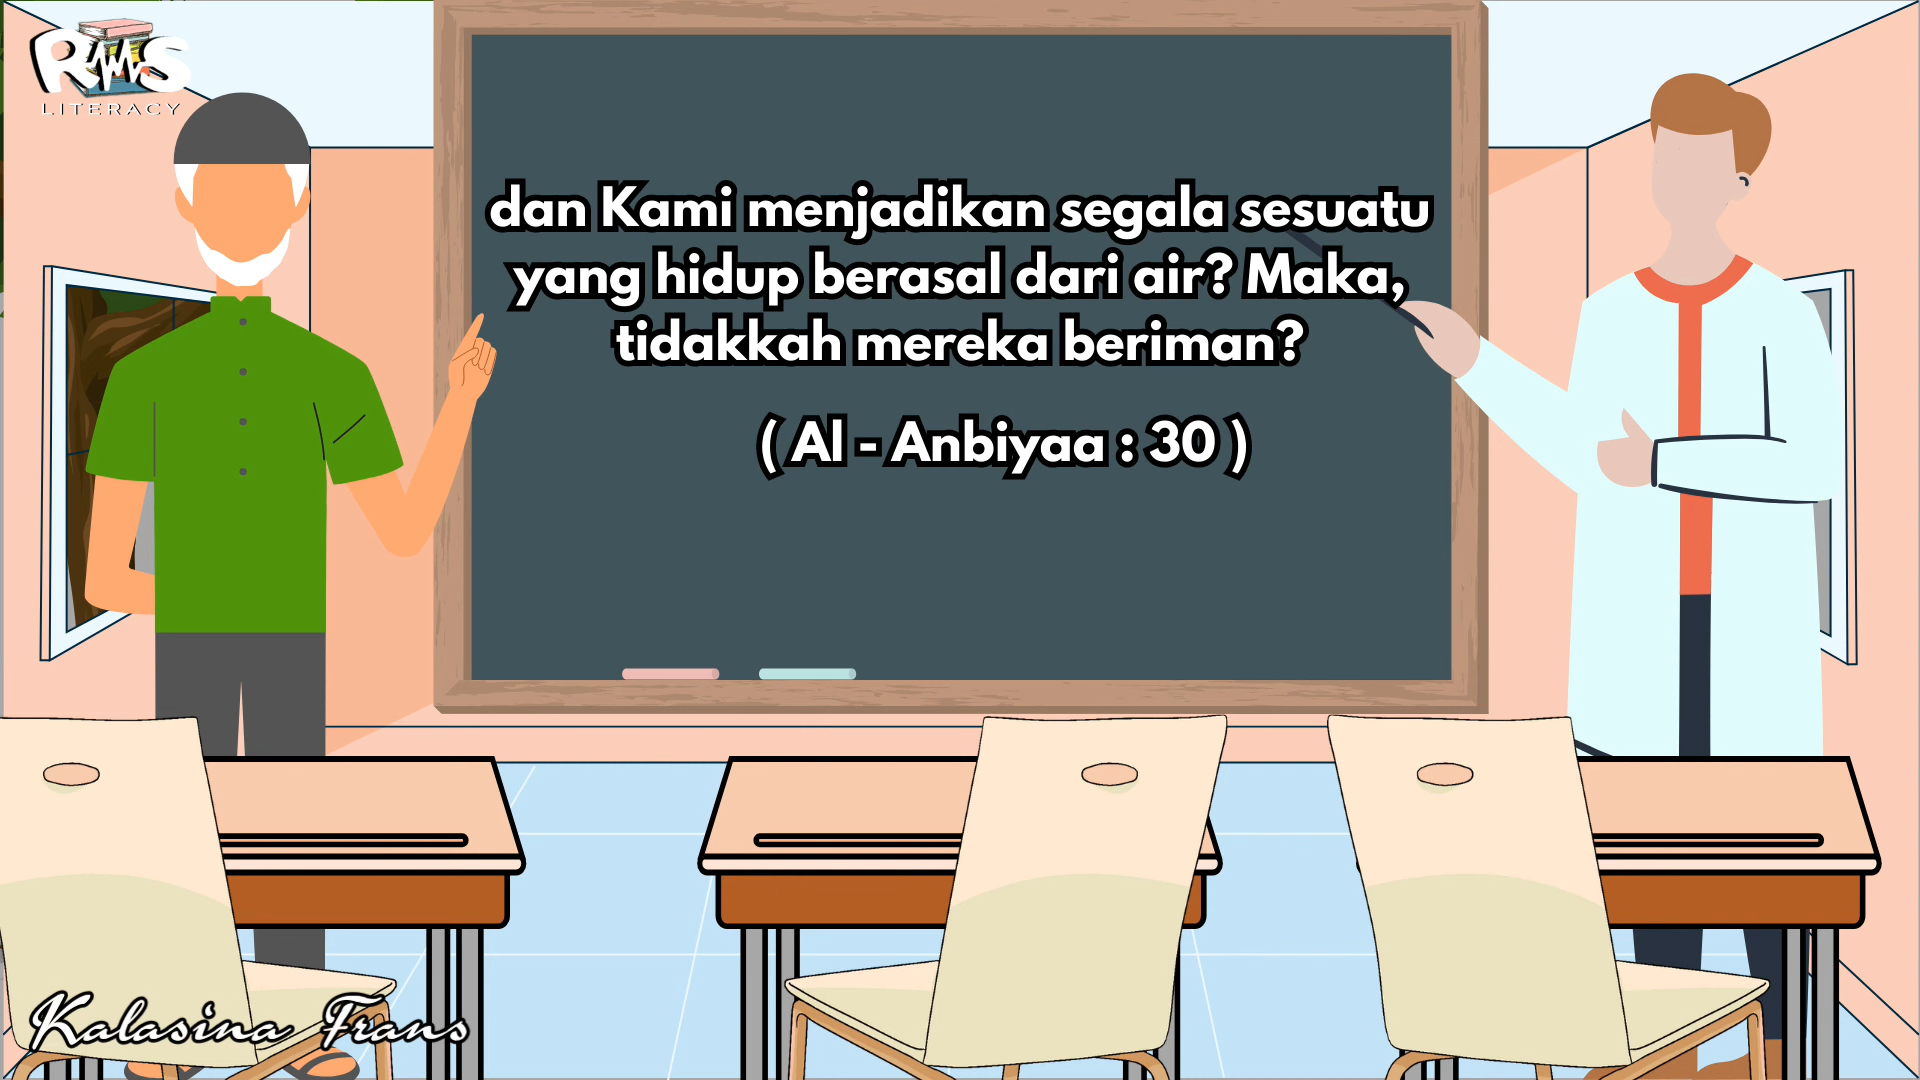 RMS
LITERACY
dan Kami menjadikan segala sesuatu
yang hidup berasal dari air? Maka,
tidakkah mereka beriman?
( Al - Anbiyaa : 30 )
Kalasina Frans